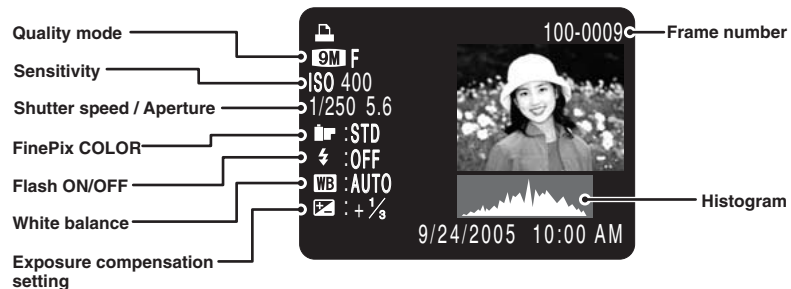 Quality mode
Sensitivity
Shutter speed / Aperture
FinePix COLOR
Flash ON/OFF
White balance
Exposure compensation
setting
100-0009
9M F
ISO 400
1/250 5.6
:STD
:OFF
WB :AUTO
: +1/3
9/24/2005 10:00 AM
Frame number
Histogram